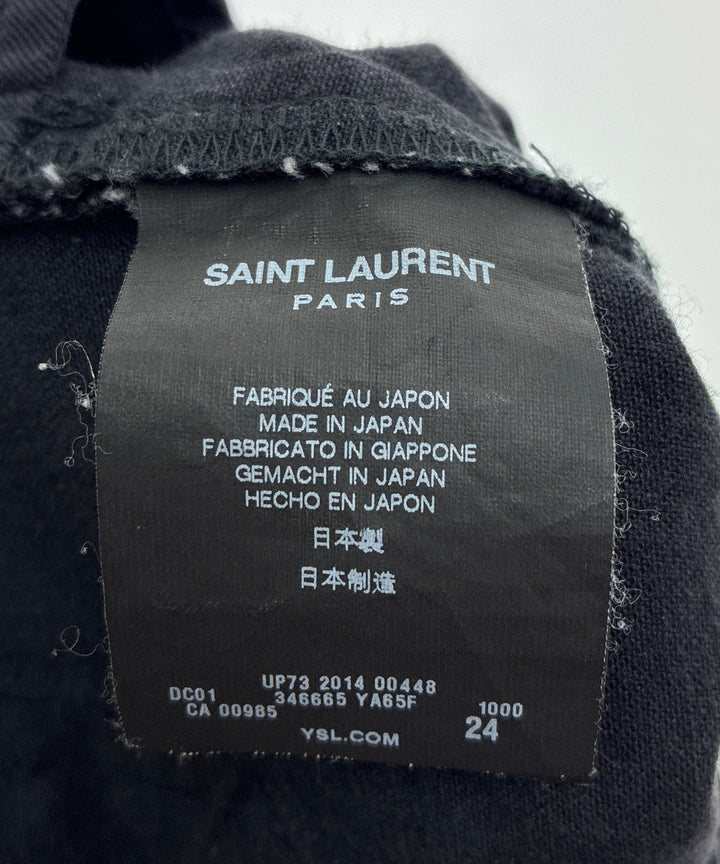 SAINT LAURENT
PARIS
FABRIQUÉ AU JAPON
MADE IN JAPAN
FABBRICATO IN GIAPPONE
GEMACHT IN JAPAN
HECHO EN JAPON
日本製
日本制造
UP73 2014 00448
DC01 346665 YA65F 1000
CA 00985 24
YSL.COM